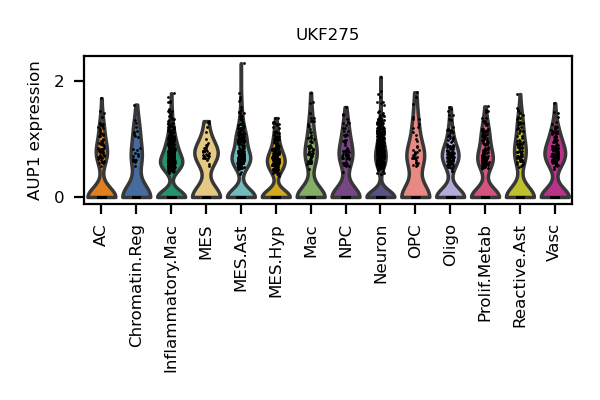 UKF275
AUP1 expression
2
0
AC
Chromatin.Reg
Inflammatory.Mac
MES
MES.Ast
MES.Hyp
Mac
NPC
Neuron
OPC
Oligo
Prolif.Metab
Reactive.Ast
Vasc